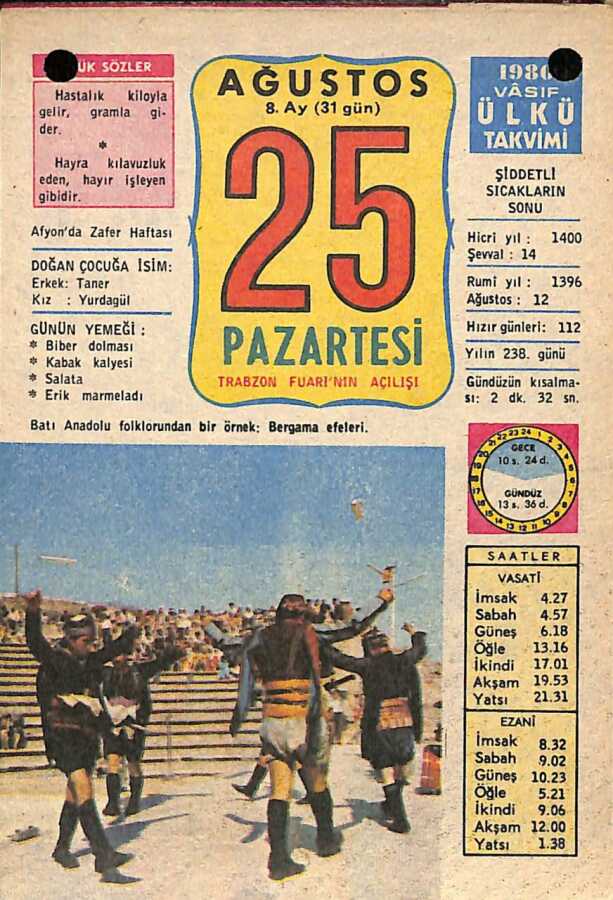 ÜK SÖZLER
Hastalık kiloyla
gelir, gramla gi-
der.
*
Hayra kılavuzluk
eden, hayır işleyen
gibidir.
Afyon'da Zafer Haftası
DOĞAN ÇOCUĞA İSİM:
Erkek: Taner
Kız : Yurdagül
GÜNÜN YEMEĞİ :
* Biber dolması
* Kabak kalyesi
* Salata
* Erik marmeladı
AĞUSTOS
8. Ay (31 gün)
25
PAZARTESİ
TRABZON FUARI'NIN AÇILIŞI
1980
VÂSIF
ÜLKÜ
TAKVİMİ
ŞİDDETLİ
SICAKLARIN
SONU
Hicri yıl : 1400
Şevval : 14
Rumi yıl : 1396
Ağustos : 12
Hızır günleri: 112
Yılın 238. günü
Gündüzün kısalma-
sı: 2 dk. 32 sn.
Batı Anadolu folklorundan bir örnek: Bergama efeleri.
GECE
10 s. 24 d.
GÜNDÜZ
13 s. 36 d.
SAATLER
VASATİ
İmsak 4.27
Sabah 4.57
Güneş 6.18
Öğle 13.16
İkindi 17.01
Akşam 19.53
Yatsı 21.31
EZANİ
İmsak 8.32
Sabah 9.02
Güneş 10.23
Öğle 5.21
İkindi 9.06
Akşam 12.00
Yatsı 1.38